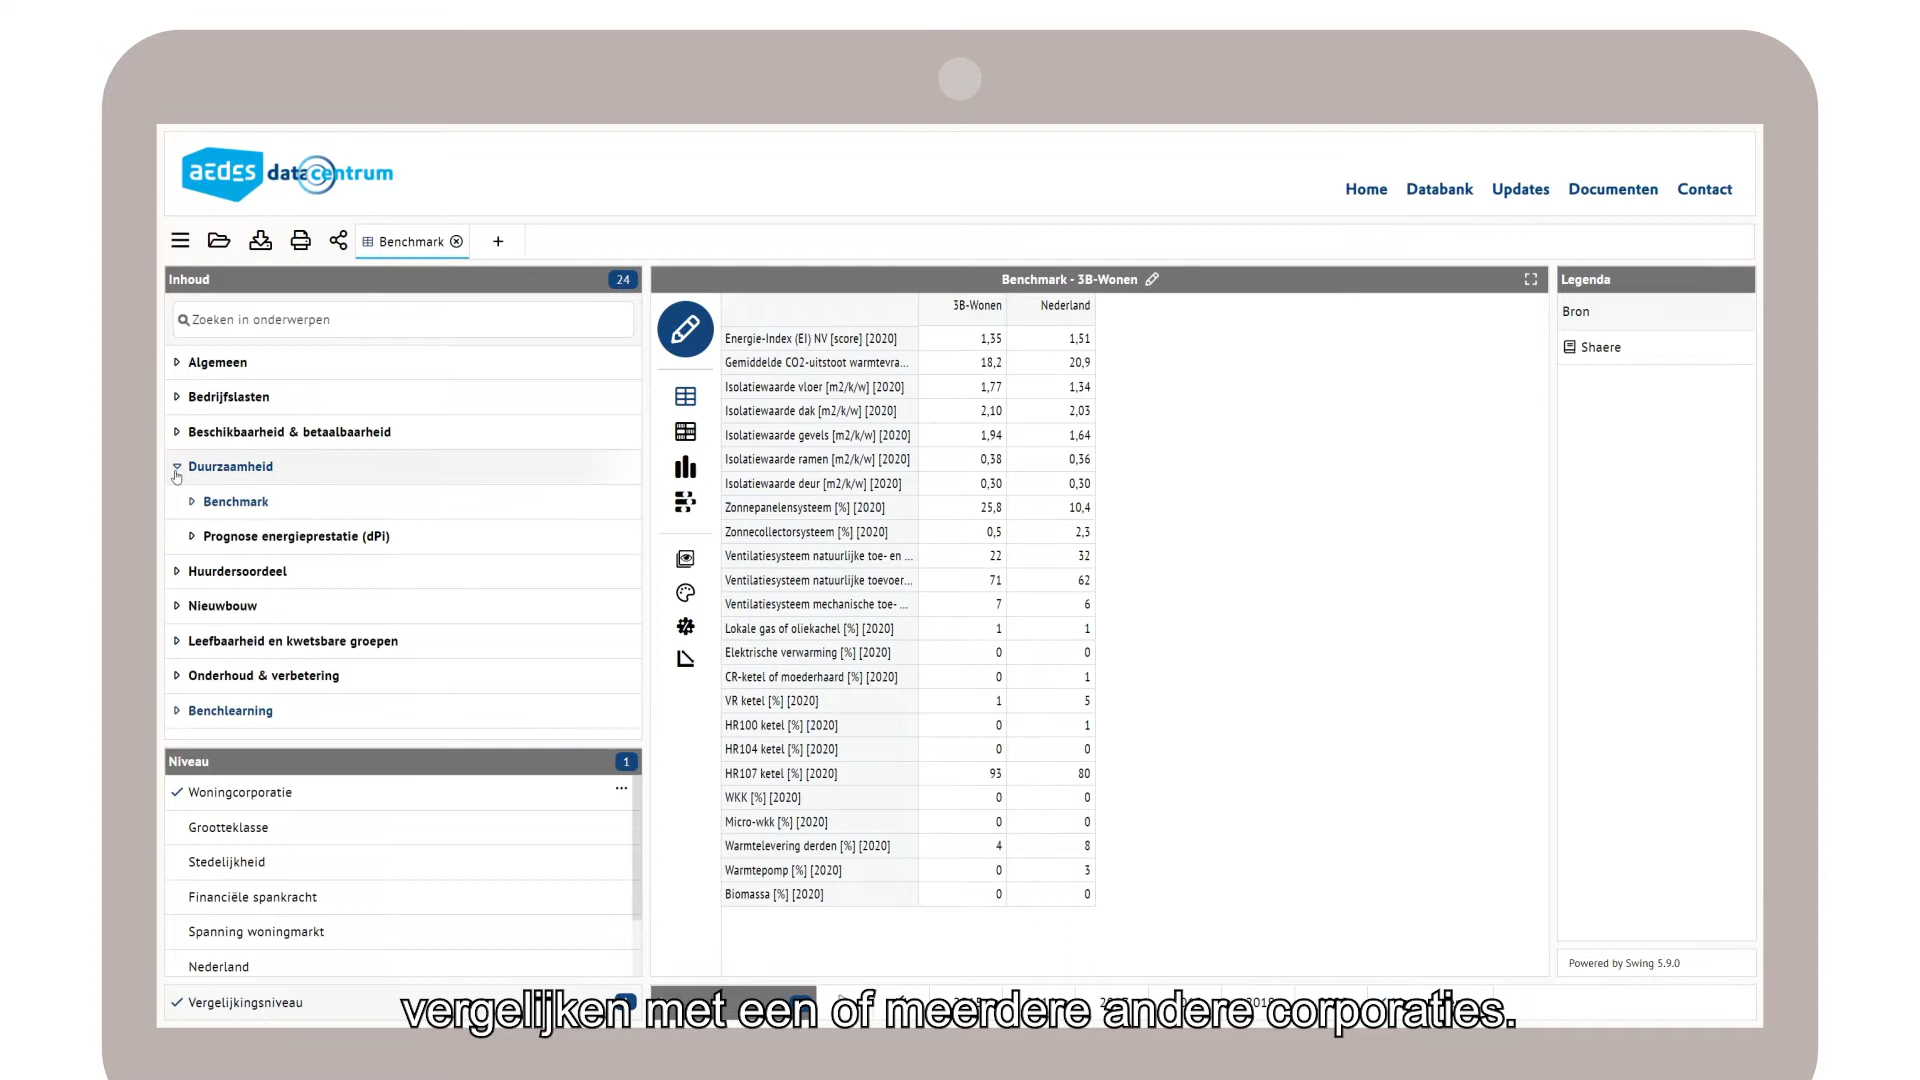 aedes datacentrum
Home Databank Updates Documenten Contact
Benchmark
Inhoud 24
Zoeken in onderwerpen
Algemeen
Bedrijfslasten
Beschikbaarheid & betaalbaarheid
Duurzaamheid
Benchmark
Prognose energieprestatie (dPi)
Huurdersoordeel
Nieuwbouw
Leefbaarheid en kwetsbare groepen
Onderhoud & verbetering
Benchlearning
Niveau 1
Woningcorporatie
Grootteklasse
Stedelijkheid
Financiële spankracht
Spanning woningmarkt
Nederland
Vergelijkingsniveau
Benchmark - 3B-Wonen
3B-Wonen Nederland
Energie-Index (EI) NV [score] [2020] 1,35 1,51
Gemiddelde CO2-uitstoot warmtevra... 18,2 20,9
Isolatiewaarde vloer [m2/k/w] [2020] 1,77 1,34
Isolatiewaarde dak [m2/k/w] [2020] 2,10 2,03
Isolatiewaarde gevels [m2/k/w] [2020] 1,94 1,64
Isolatiewaarde ramen [m2/k/w] [2020] 0,38 0,36
Isolatiewaarde deur [m2/k/w] [2020] 0,30 0,30
Zonnepanelensysteem [%] [2020] 25,8 10,4
Zonnecollectorsysteem [%] [2020] 0,5 2,3
Ventilatiesysteem natuurlijke toe- en ... 22 32
Ventilatiesysteem natuurlijke toevoer... 71 62
Ventilatiesysteem mechanische toe- ... 7 6
Lokale gas of oliekachel [%] [2020] 1 1
Elektrische verwarming [%] [2020] 0 0
CR-ketel of moederhaard [%] [2020] 0 1
VR ketel [%] [2020] 1 5
HR100 ketel [%] [2020] 0 1
HR104 ketel [%] [2020] 0 0
HR107 ketel [%] [2020] 93 80
WKK [%] [2020] 0 0
Micro-wkk [%] [2020] 0 0
Warmtelevering derden [%] [2020] 4 8
Warmtepomp [%] [2020] 0 3
Biomassa [%] [2020] 0 0
Legenda
Bron
Shaere
Powered by Swing 5.9.0
vergelijken met een of meerdere andere corporaties.